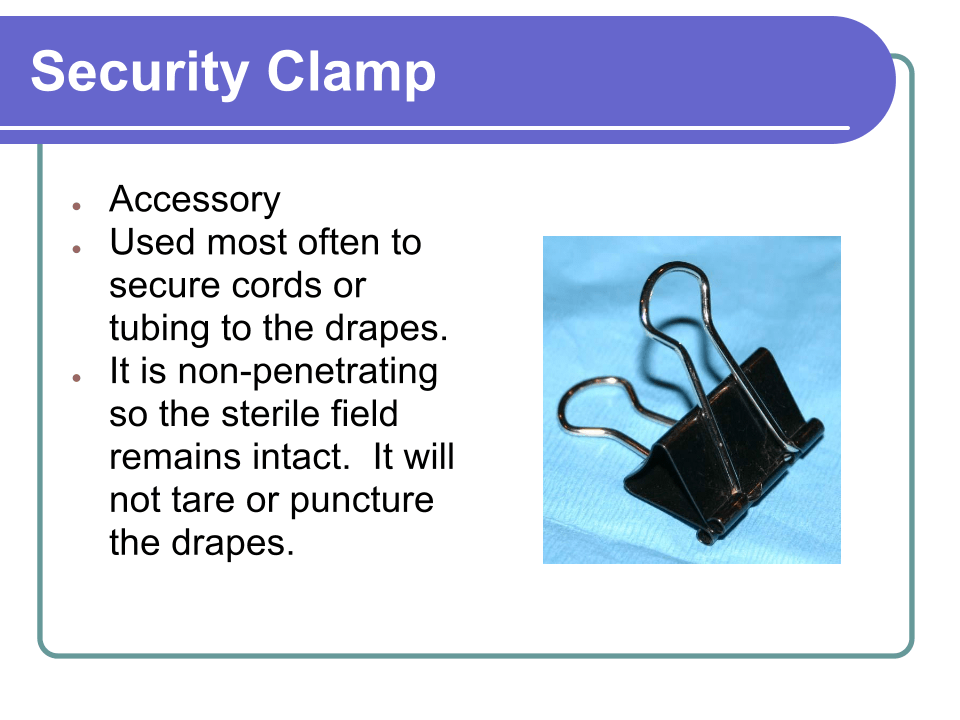 Security Clamp
● Accessory
● Used most often to
secure cords or
tubing to the drapes.
● It is non-penetrating
so the sterile field
remains intact.  It will
not tare or puncture
the drapes.